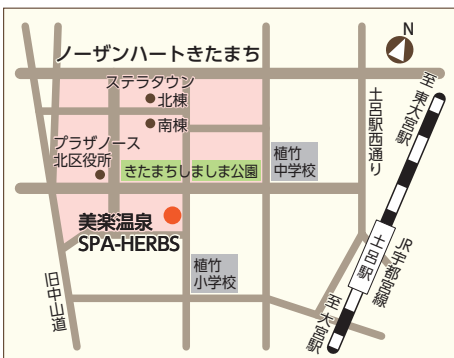 N
ノーザンハートきたまち
ステラタウン
北棟
南棟
プラザノース
北区役所
きたまちしましま公園
植竹
中学校
土呂駅西通り
至 東大宮駅
美楽温泉
SPA-HERBS
植竹
小学校
土呂駅
JR宇都宮線
旧中山道
至 大宮駅